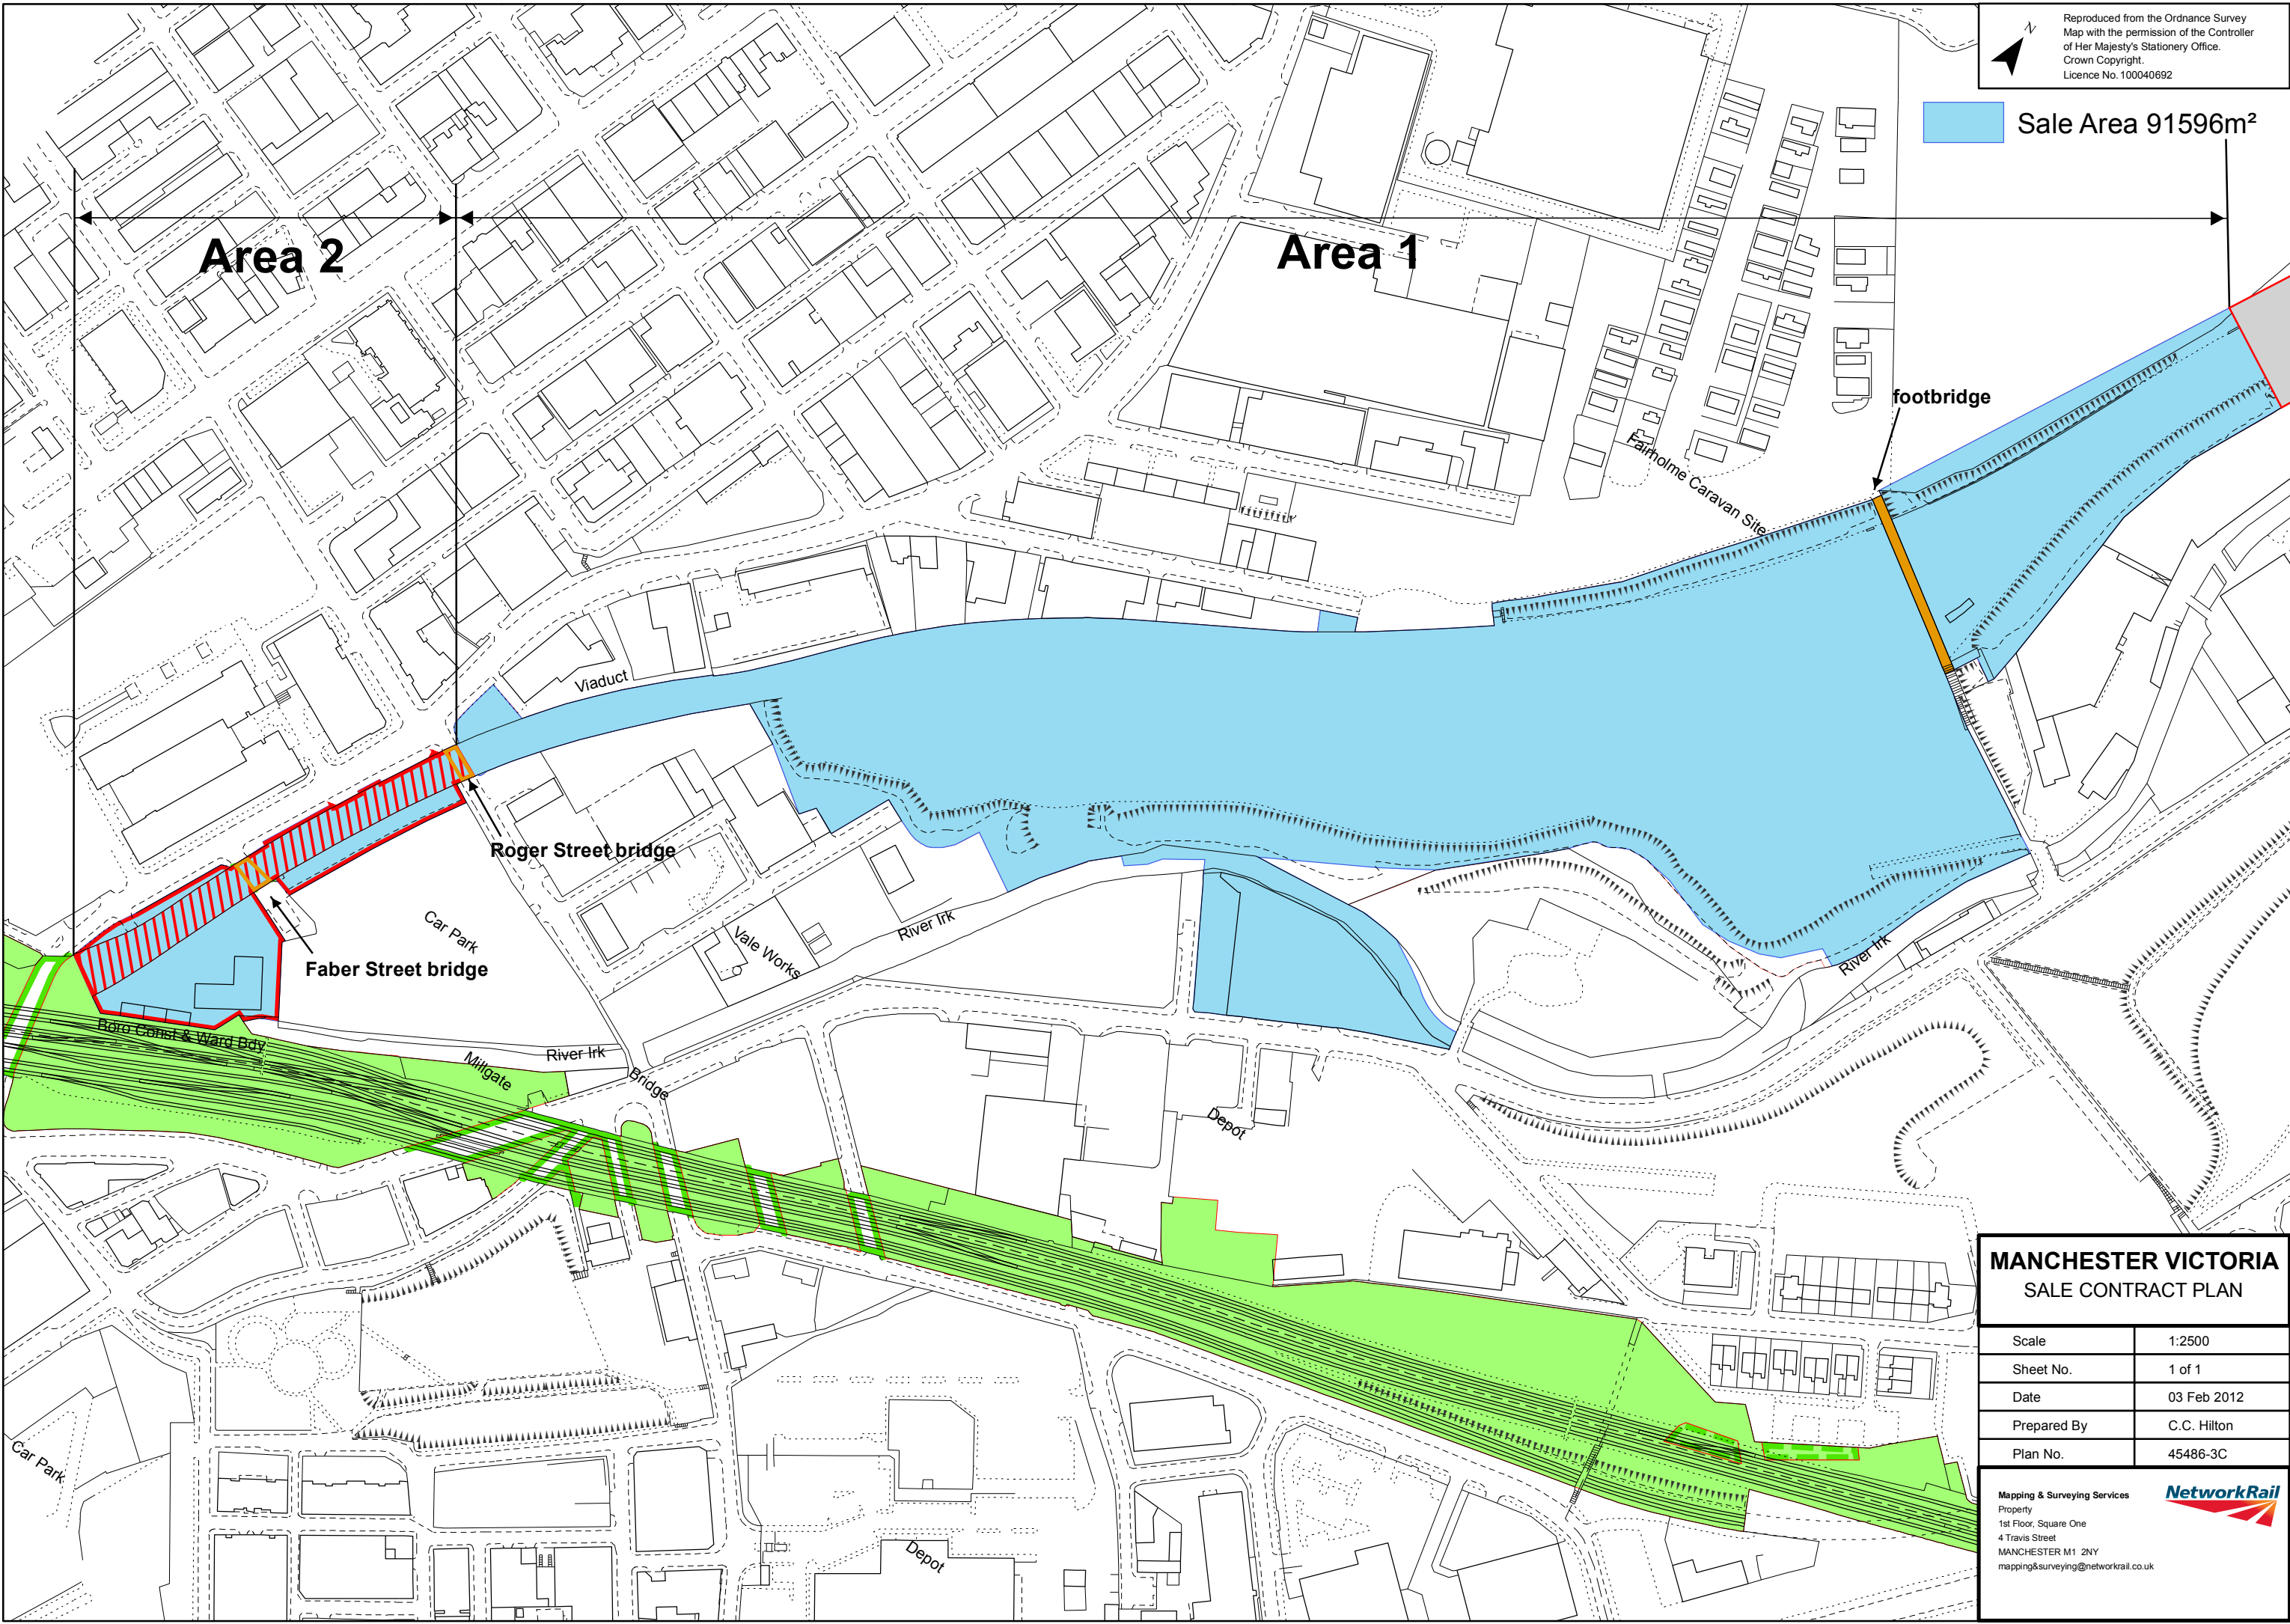 N
Reproduced from the Ordnance Survey
Map with the permission of the Controller
of Her Majesty's Stationery Office.
Crown Copyright.
Licence No. 100040692
Sale Area 91596m²
Area 2
Area 1
footbridge
Fairholme Caravan Site
Viaduct
Roger Street bridge
Car Park
Faber Street bridge
Vale Works
River Irk
River Irk
Boro Const & Ward Bdy
River Irk
Millgate
Bridge
Depot
Car Park
Depot
MANCHESTER VICTORIA
SALE CONTRACT PLAN
Scale 1:2500
Sheet No. 1 of 1
Date 03 Feb 2012
Prepared By C.C. Hilton
Plan No. 45486-3C
Mapping & Surveying Services
Property
1st Floor, Square One
4 Travis Street
MANCHESTER M1 2NY
mapping&surveying@networkrail.co.uk
NetworkRail